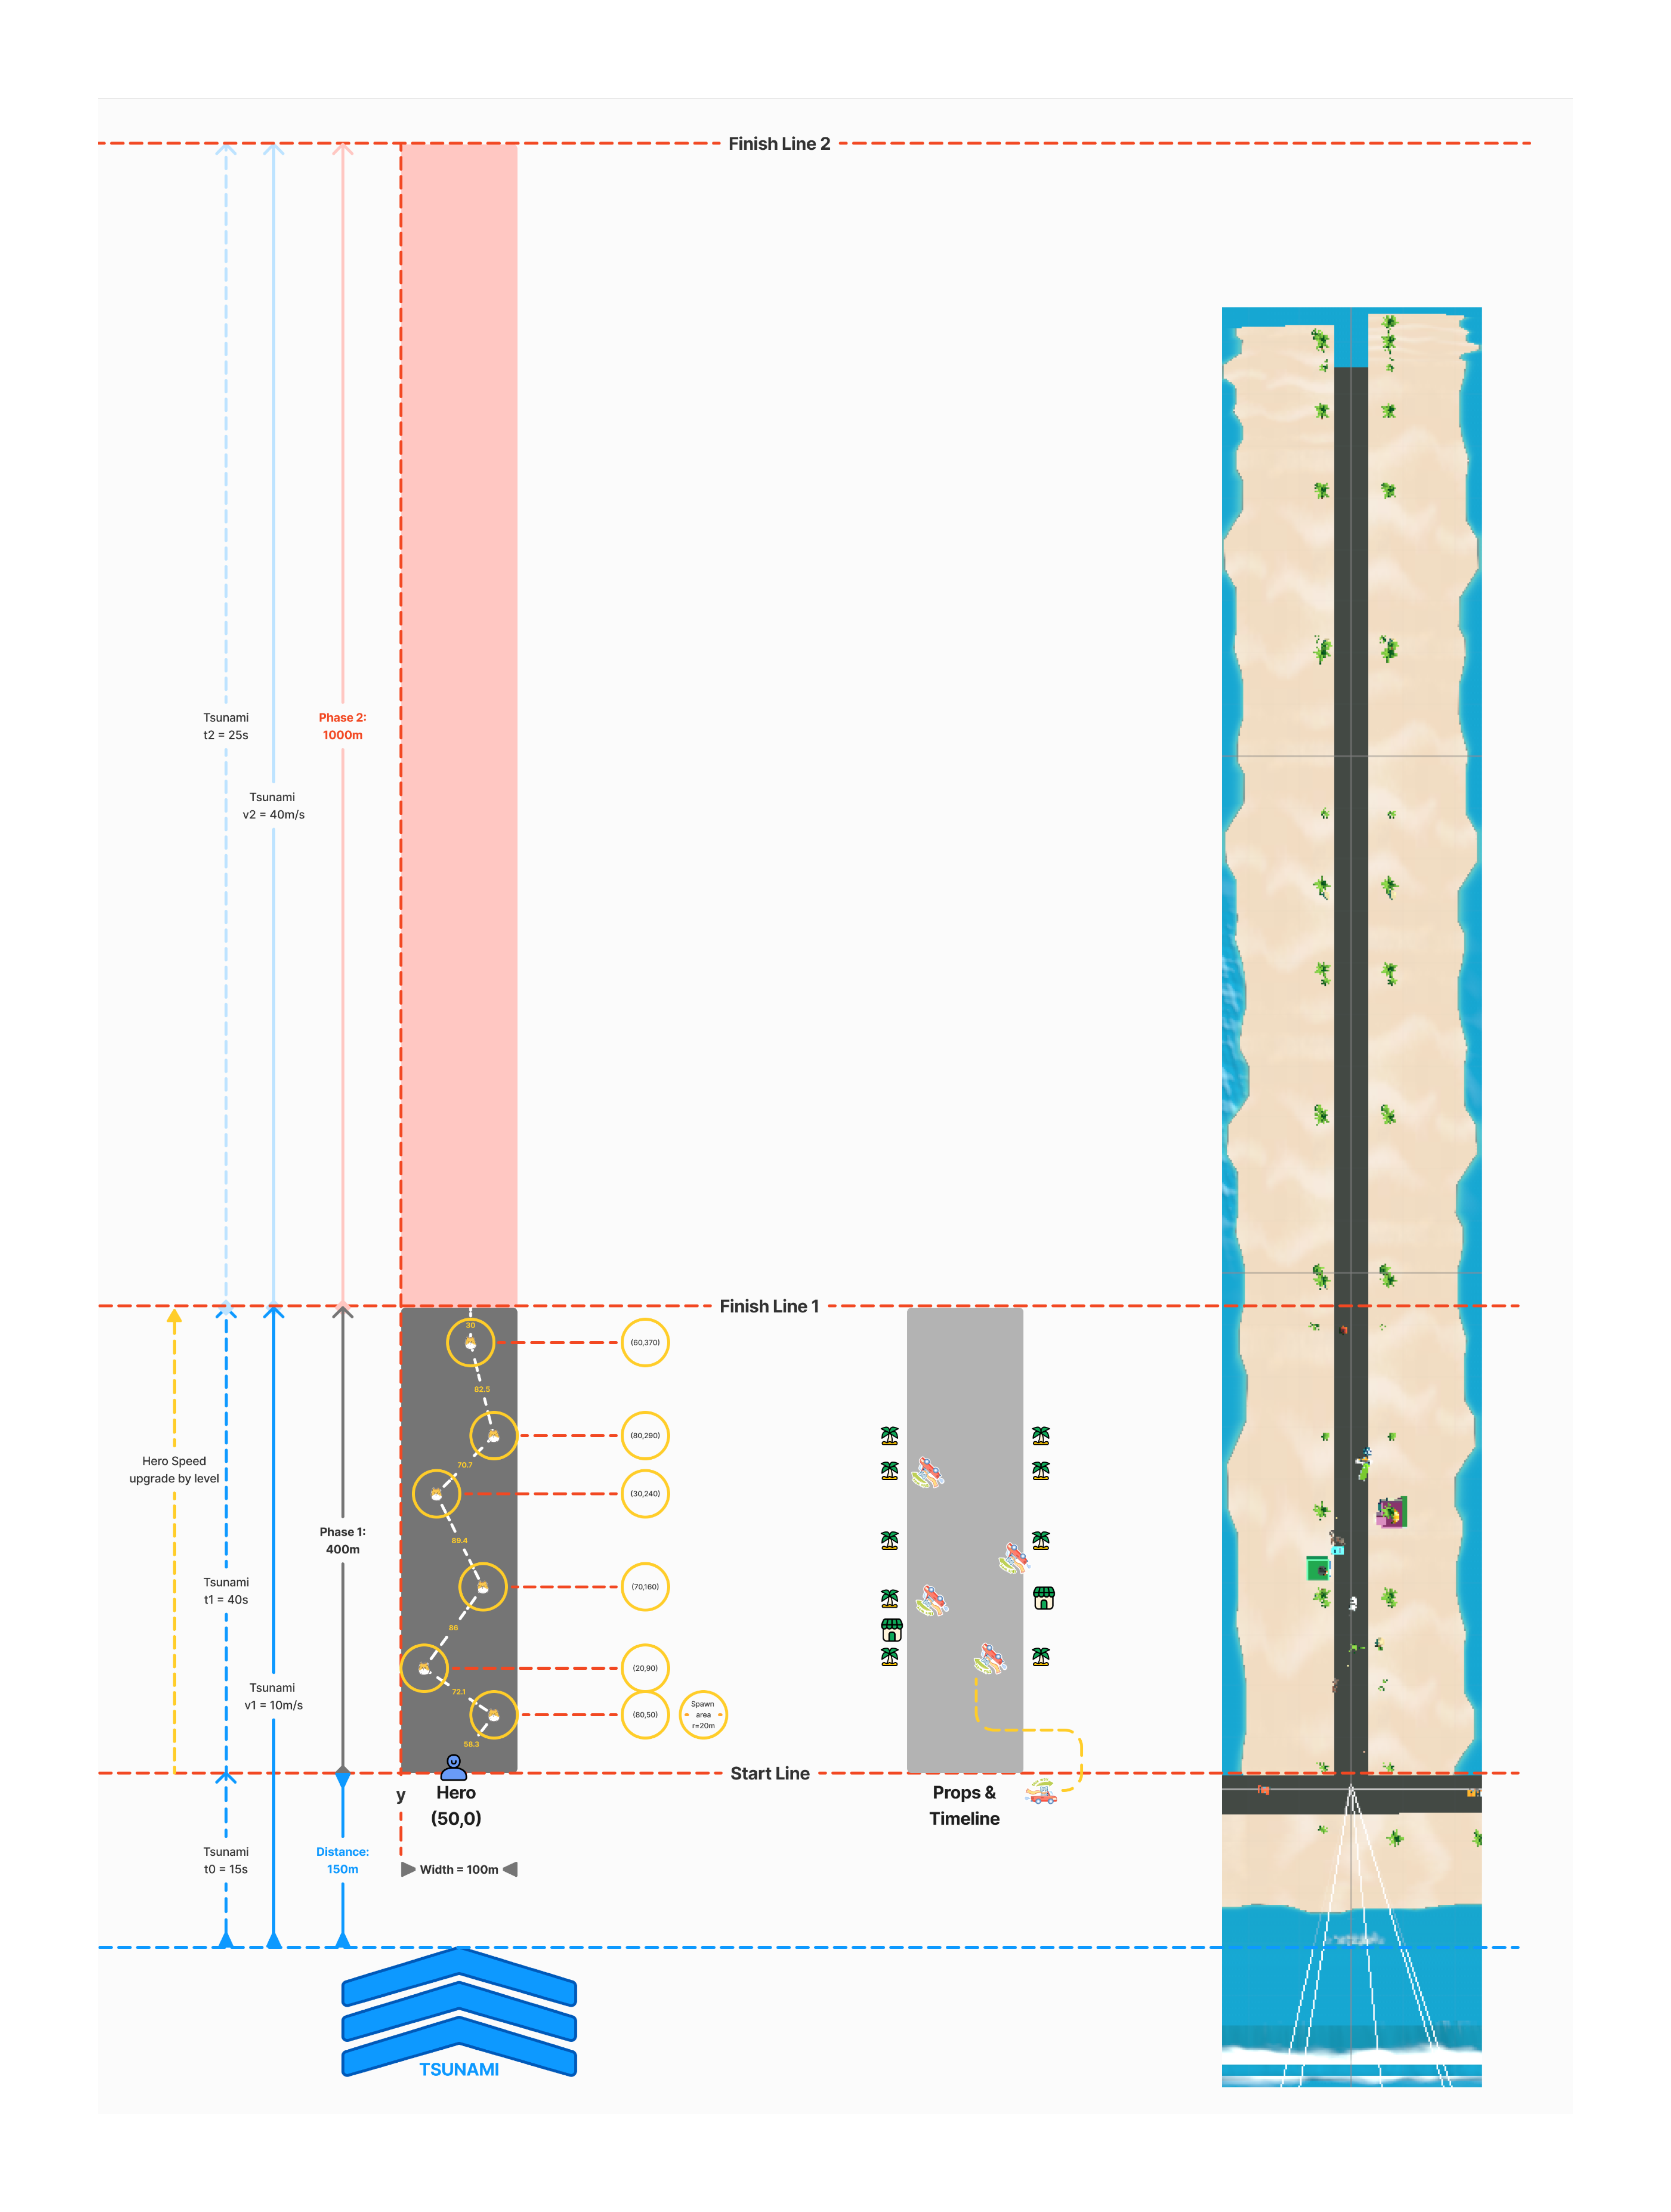 Finish Line 2
Tsunami
t2 = 25s
Phase 2:
1000m
Tsunami
v2 = 40m/s
Finish Line 1
30
(60,370)
82.5
(80,290)
70.7
Hero Speed
upgrade by level
(30,240)
Phase 1:
400m
89.4
Tsunami
t1 = 40s
(70,160)
86
(20,90)
72.1
Tsunami
v1 = 10m/s
(80,50)
Spawn
area
r=20m
58.3
Start Line
y
Hero
(50,0)
Props &
Timeline
Tsunami
t0 = 15s
Distance:
150m
Width = 100m
TSUNAMI